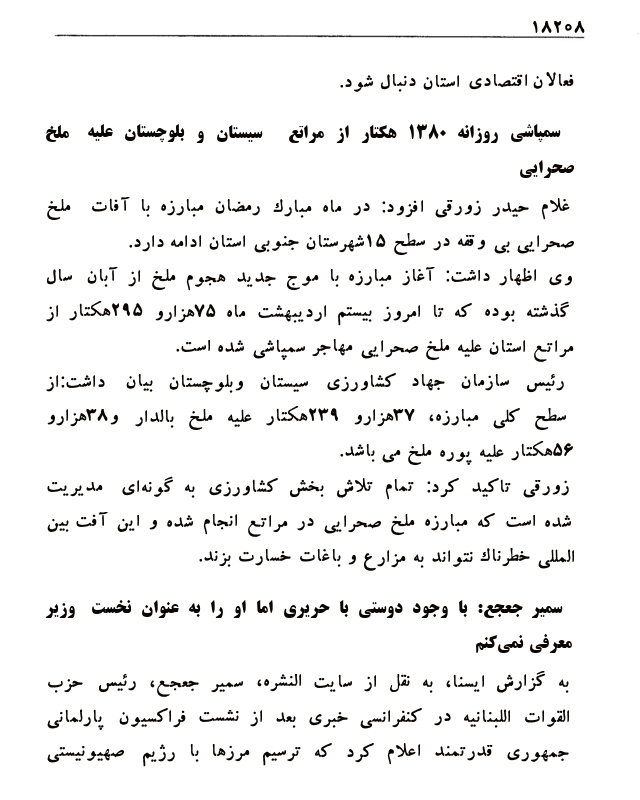 ۱۸۲۰۸
فعالان اقتصادی استان دنبال شود.
سمپاشی روزانه ۱۳۸۰ هکتار از مراتع سیستان و بلوچستان علیه ملخ
صحرایی
غلام حیدر زورقی افزود: در ماه مبارك رمضان مبارزه با آفات ملخ
صحرایی بی وقفه در سطح ۱۵شهرستان جنوبی استان ادامه دارد.
وی اظهار داشت: آغاز مبارزه با موج جدید هجوم ملخ از آبان سال
گذشته بوده که تا امروز بیستم اردیبهشت ماه ۷۵هزارو ۲۹۵هکتار از
مراتع استان علیه ملخ صحرایی مهاجر سمپاشی شده است.
رئیس سازمان جهاد کشاورزی سیستان وبلوچستان بیان داشت:از
سطح کلی مبارزه، ۳۷هزارو ۲۳۹هکتار علیه ملخ بالدار و۳۸هزارو
۵۶هکتار علیه پوره ملخ می باشد.
زورقی تاکید کرد: تمام تلاش بخش کشاورزی به گونه‌ای مدیریت
شده است که مبارزه ملخ صحرایی در مراتع انجام شده و این آفت بین
المللی خطرناك نتواند به مزارع و باغات خسارت بزند.
سمیر جعجع: با وجود دوستی با حریری اما او را به عنوان نخست وزیر
معرفی نمی‌کنم
به گزارش ایسنا، به نقل از سایت النشره، سمیر جعجع، رئیس حزب
القوات اللبنانیه در کنفرانسی خبری بعد از نشست فراکسیون پارلمانی
جمهوری قدرتمند اعلام کرد که ترسیم مرزها با رژیم صهیونیستی